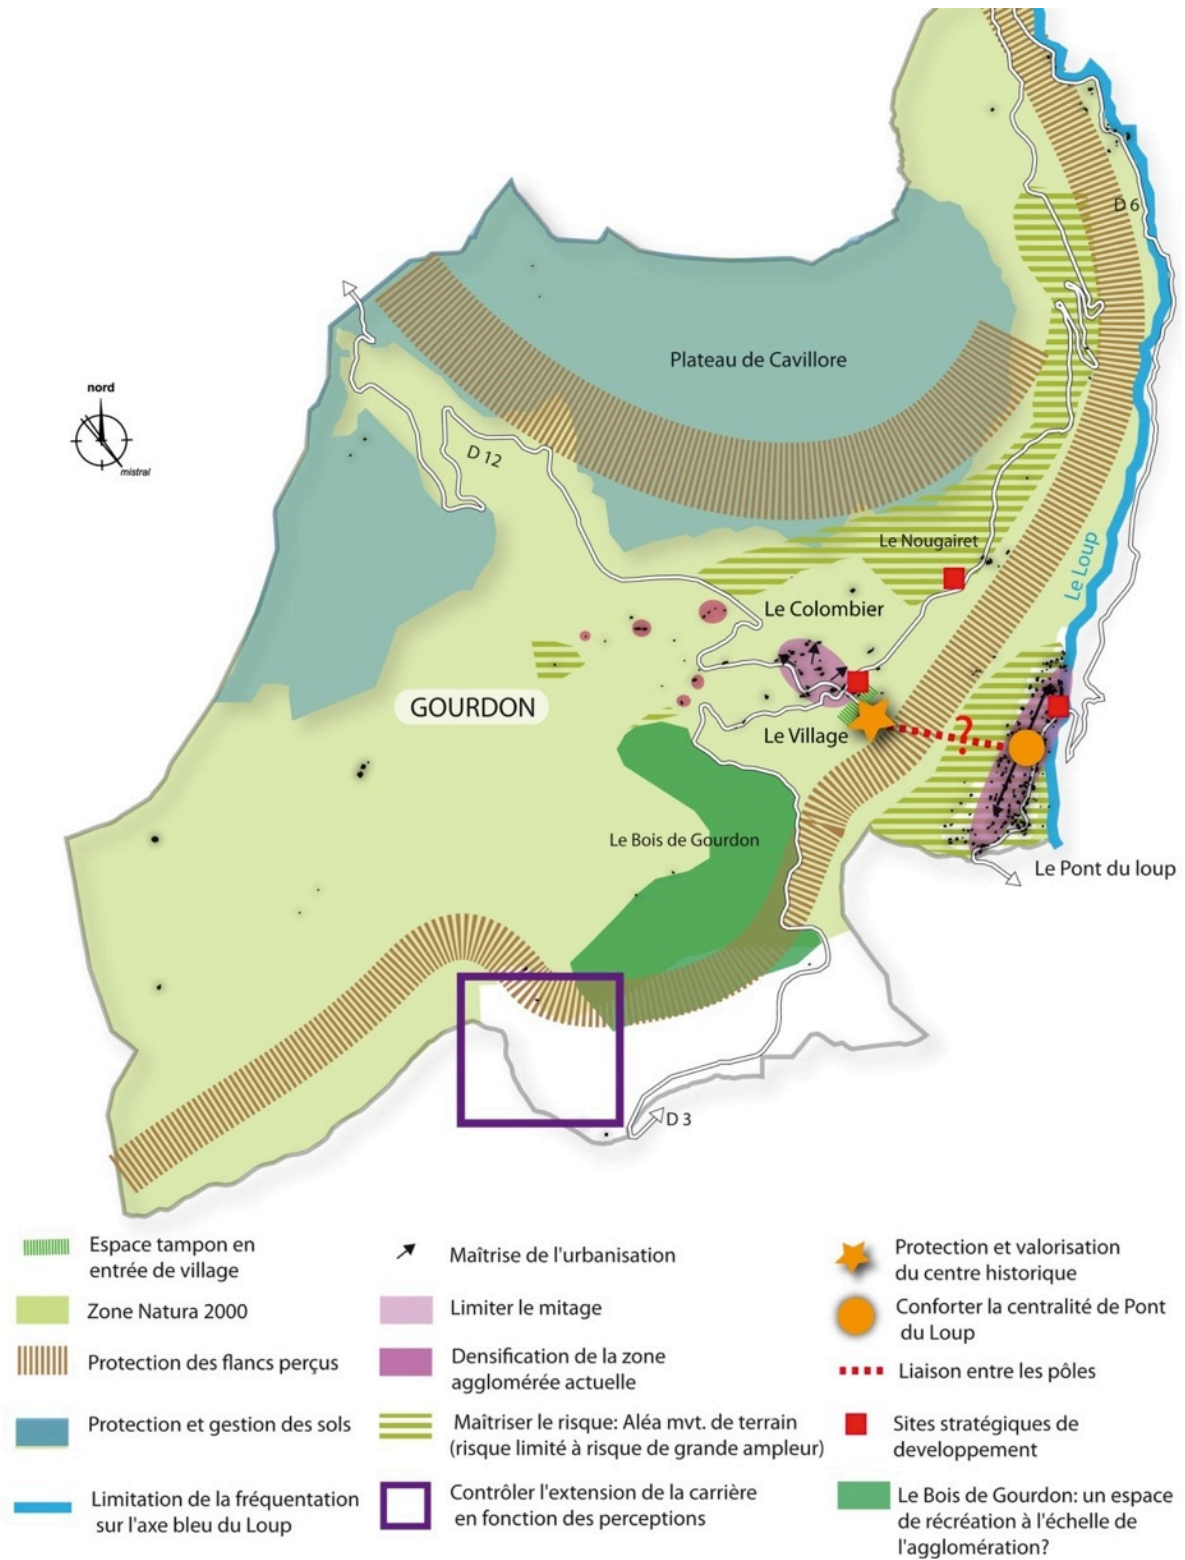 D 6
nord
mistral
Plateau de Cavillore
D 12
Le Nougairet
Le Loup
Le Colombier
GOURDON
Le Village
?
Le Bois de Gourdon
Le Pont du loup
D 3
Espace tampon en
entrée de village
Zone Natura 2000
Protection des flancs perçus
Protection et gestion des sols
Limitation de la fréquentation
sur l'axe bleu du Loup
Maîtrise de l'urbanisation
Limiter le mitage
Densification de la zone
agglomérée actuelle
Maîtriser le risque: Aléa mvt. de terrain
(risque limité à risque de grande ampleur)
Contrôler l'extension de la carrière
en fonction des perceptions
Protection et valorisation
du centre historique
Conforter la centralité de Pont
du Loup
Liaison entre les pôles
Sites stratégiques de
developpement
Le Bois de Gourdon: un espace
de récréation à l'échelle de
l'agglomération?